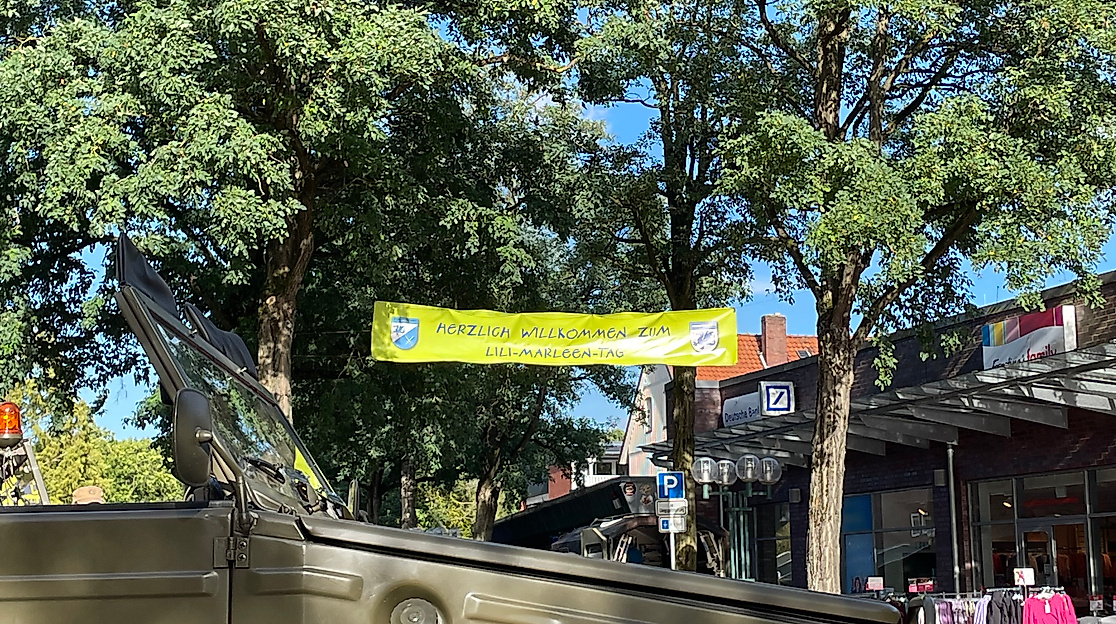 HERZLICH WILLKOMMEN ZUM
LILI-MARLEEN-TAG
Deutsche Bank
P